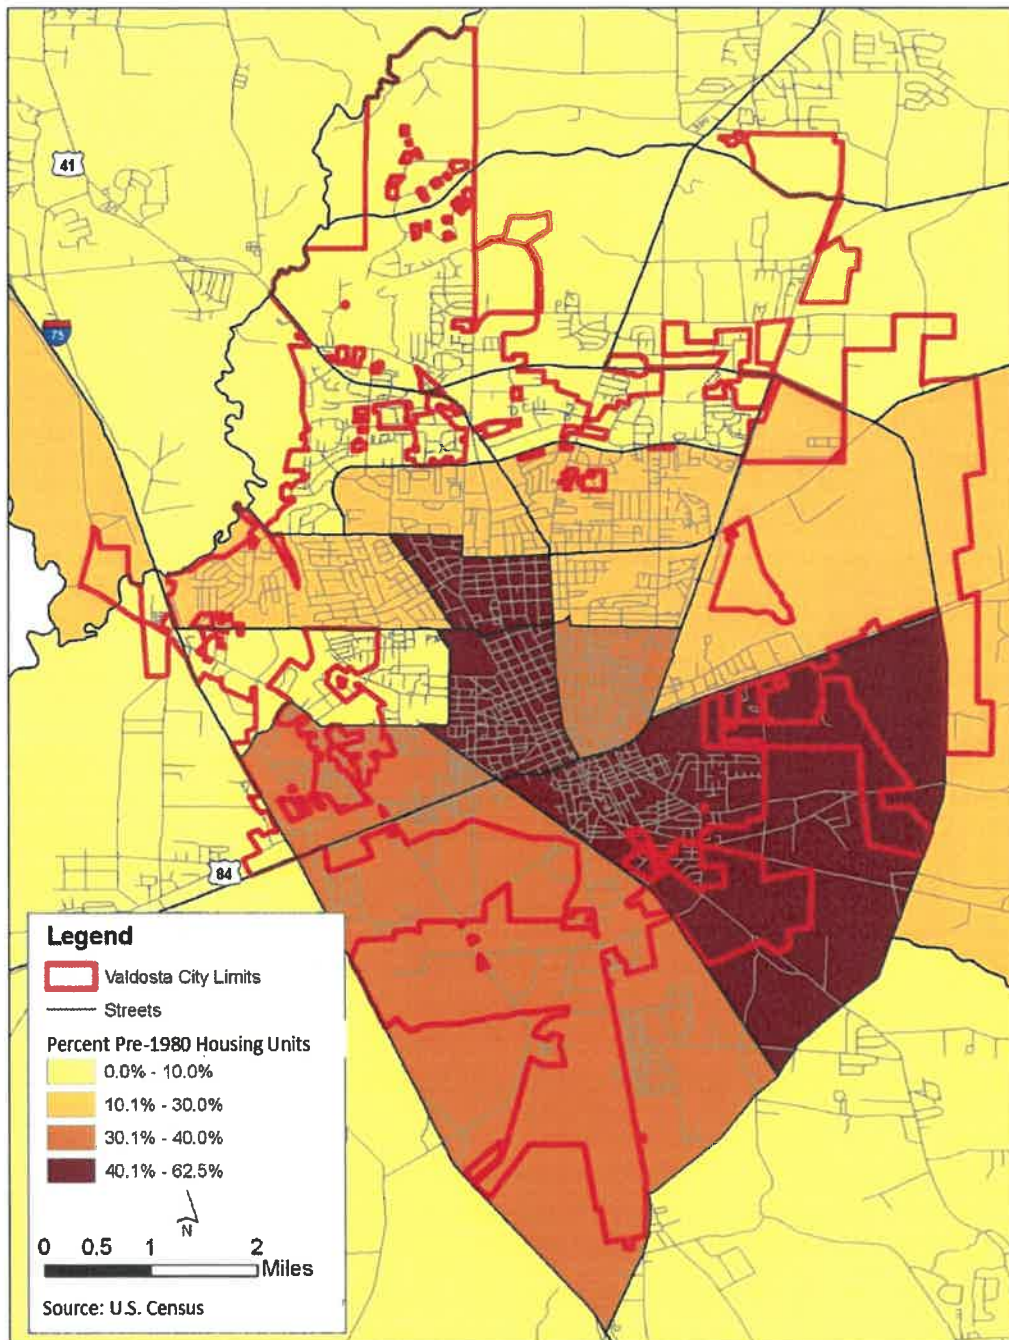 41
75
84
Legend
Valdosta City Limits
Streets
Percent Pre-1980 Housing Units
0.0% - 10.0%
10.1% - 30.0%
30.1% - 40.0%
40.1% - 62.5%
N
0 0.5 1 2
Miles
Source: U.S. Census